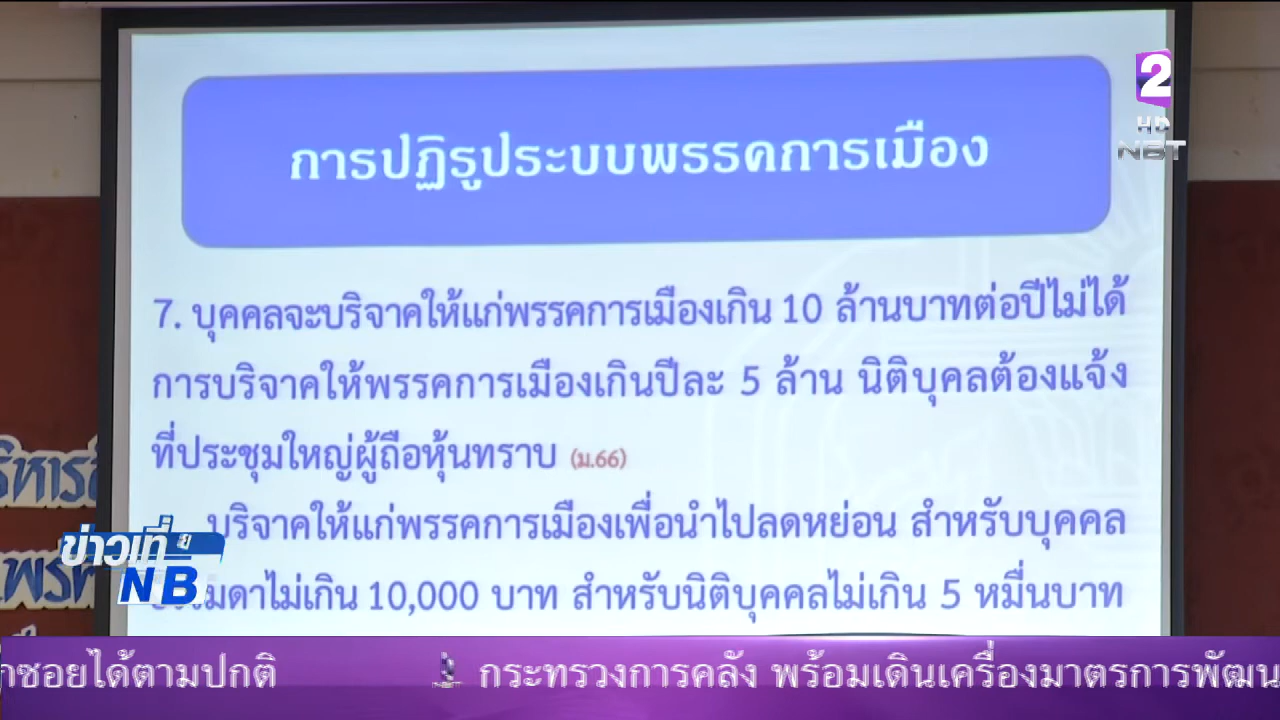 2
HD
NBT
การปฏิรูประบบพรรคการเมือง
7. บุคคลจะบริจาคให้แก่พรรคการเมืองเกิน 10 ล้านบาทต่อปีไม่ได้
การบริจาคให้พรรคการเมืองเกินปีละ 5 ล้าน นิติบุคลต้องแจ้ง
ที่ประชุมใหญ่ผู้ถือหุ้นทราบ (ม.66)
บริจาคให้แก่พรรคการเมืองเพื่อนำไปลดหย่อน สำหรับบุคคล
ไม่เกิน 10,000 บาท สำหรับนิติบุคคลไม่เกิน 5 หมื่นบาท
ข่าวเที่ย
NB
ซอยได้ตามปกติ
กระทรวงการคลัง พร้อมเดินเครื่องมาตรการพัฒน